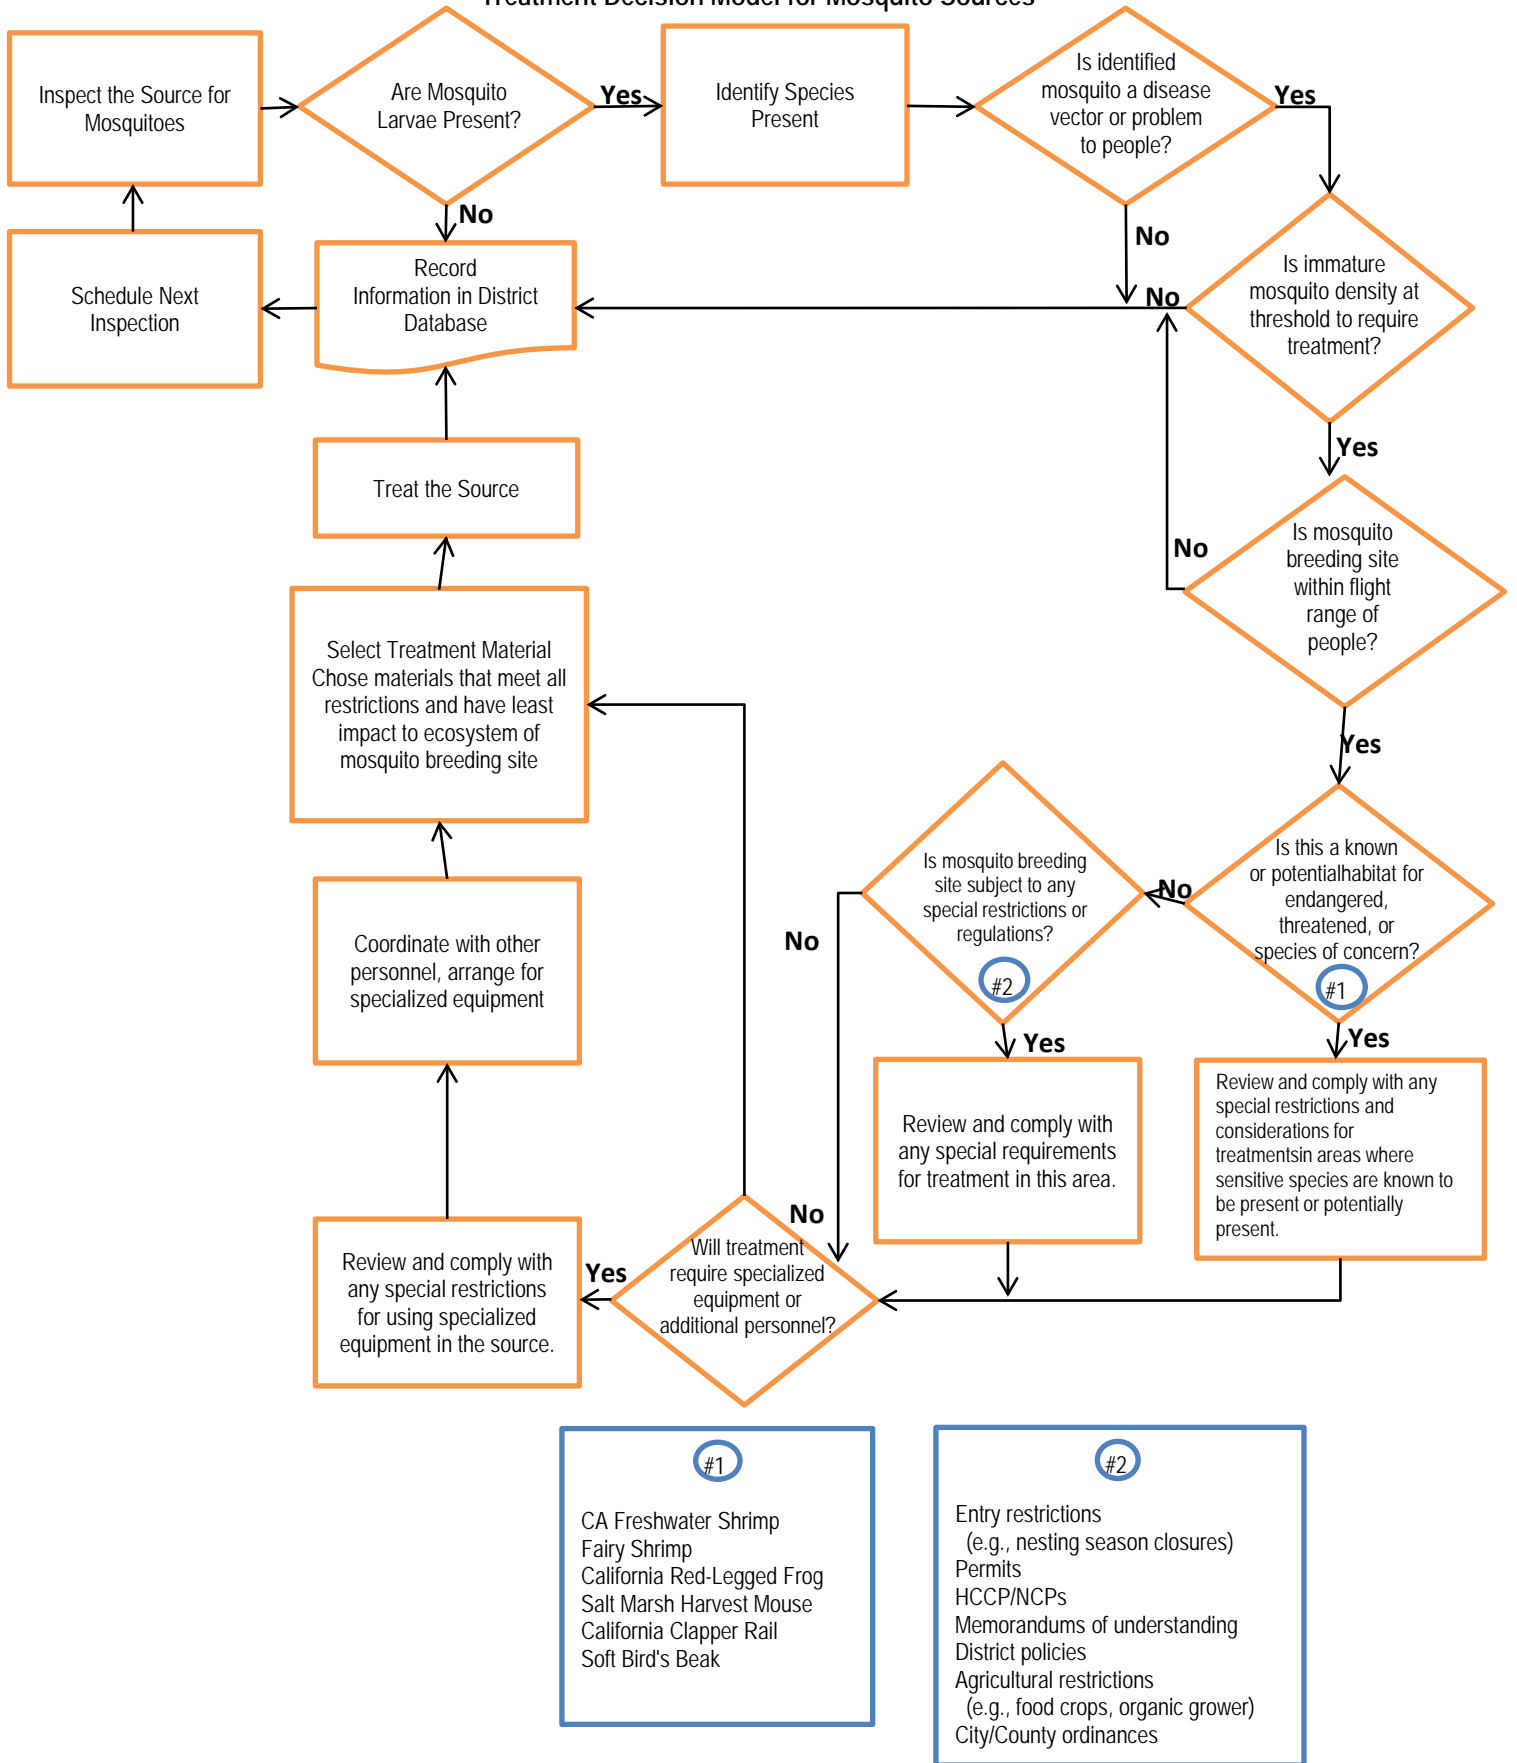 Treatment Decision Model for Mosquito Sources
Inspect the Source for
Mosquitoes
Are Mosquito
Larvae Present?
Yes
Identify Species
Present
Is identified
mosquito a disease
vector or problem
to people?
Yes
No
No
Schedule Next
Inspection
Record
Information in District
Database
No
Is immature
mosquito density at
threshold to require
treatment?
Yes
Treat the Source
No
Is mosquito
breeding site
within flight
range of
people?
Yes
Select Treatment Material
Chose materials that meet all
restrictions and have least
impact to ecosystem of
mosquito breeding site
Is mosquito breeding
site subject to any
special restrictions or
regulations?
#2
No
Is this a known
or potentialhabitat for
endangered,
threatened, or
species of concern?
#1
No
Yes
Yes
Coordinate with other
personnel, arrange for
specialized equipment
Review and comply with
any special requirements
for treatment in this area.
Review and comply with any
special restrictions and
considerations for
treatmentsin areas where
sensitive species are known to
be present or potentially
present.
No
Will treatment
require specialized
equipment or
additional personnel?
Yes
Review and comply with
any special restrictions
for using specialized
equipment in the source.
#1
CA Freshwater Shrimp
Fairy Shrimp
California Red-Legged Frog
Salt Marsh Harvest Mouse
California Clapper Rail
Soft Bird's Beak
#2
Entry restrictions
(e.g., nesting season closures)
Permits
HCCP/NCPs
Memorandums of understanding
District policies
Agricultural restrictions
(e.g., food crops, organic grower)
City/County ordinances